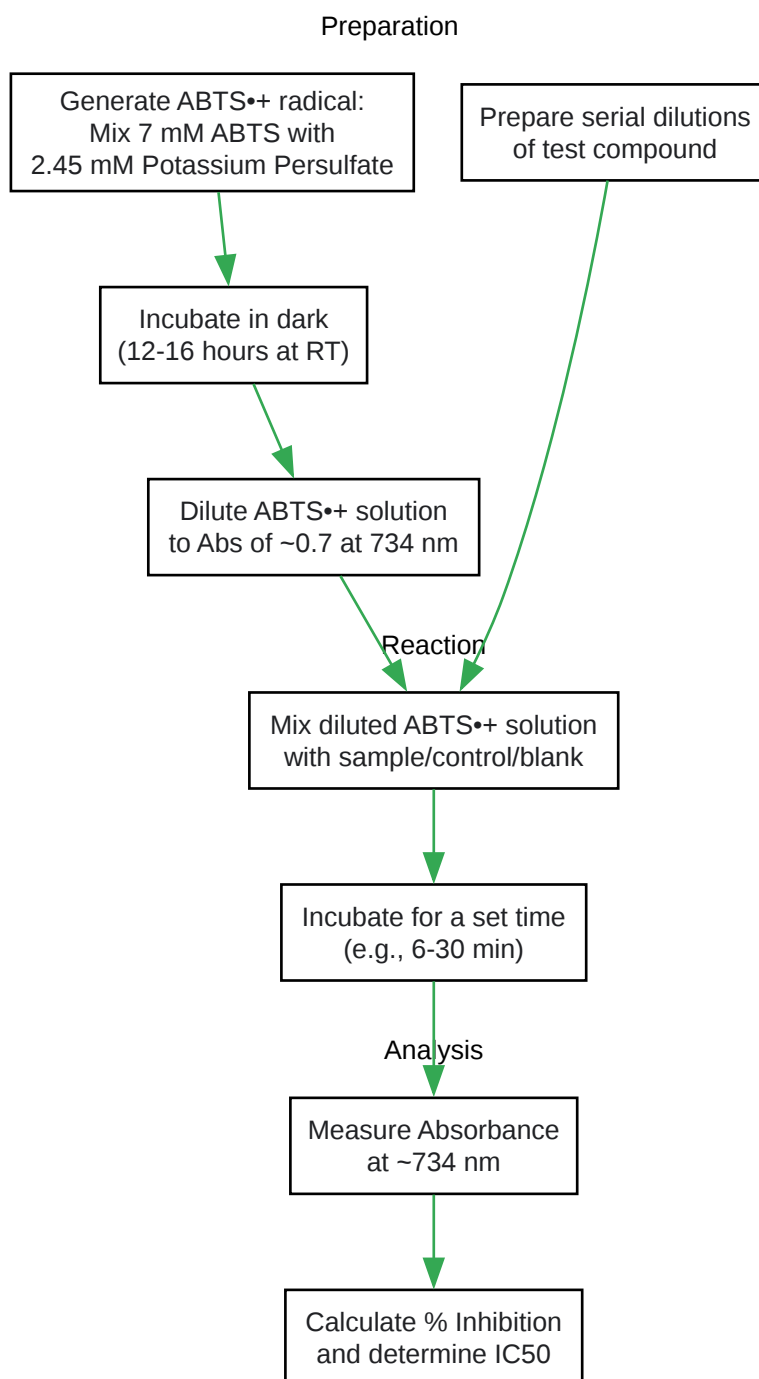 Preparation
Generate ABTS•+ radical:
Mix 7 mM ABTS with
2.45 mM Potassium Persulfate
Prepare serial dilutions
of test compound
Incubate in dark
(12-16 hours at RT)
Dilute ABTS•+ solution
to Abs of ~0.7 at 734 nm
Reaction
Mix diluted ABTS•+ solution
with sample/control/blank
Incubate for a set time
(e.g., 6-30 min)
Analysis
Measure Absorbance
at ~734 nm
Calculate % Inhibition
and determine IC50